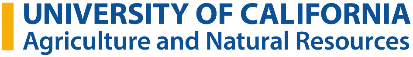 UNIVERSITY OF CALIFORNIA
Agriculture and Natural Resources